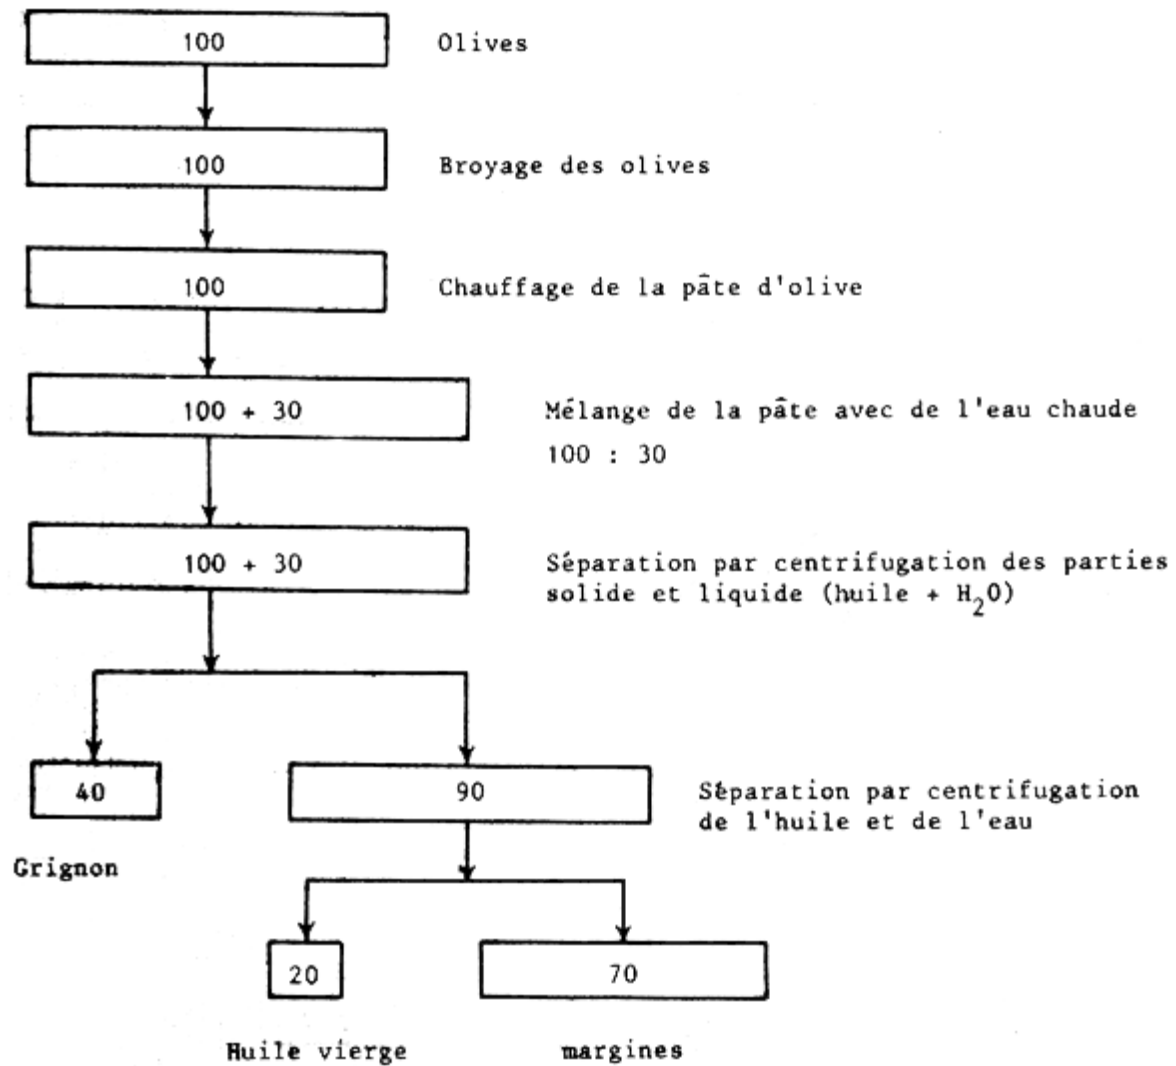 100 Olives
100 Broyage des olives
100 Chauffage de la pâte d'olive
100 + 30 Mélange de la pâte avec de l'eau chaude
100 : 30
100 + 30 Séparation par centrifugation des parties
solide et liquide (huile + H₂O)
40 90 Séparation par centrifugation
de l'huile et de l'eau
Grignon
20 70
Huile vierge margines